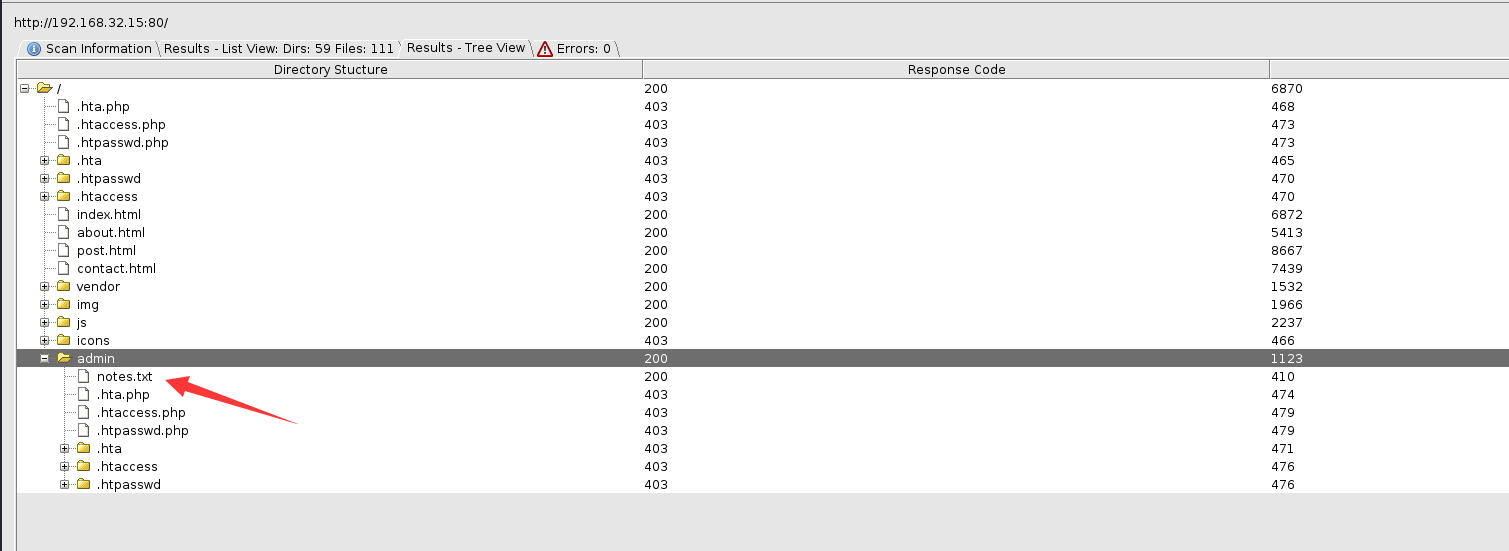 http://192.168.32.15:80/
Scan Information Results - List View: Dirs: 59 Files: 111 Results - Tree View Errors: 0
Directory Stucture Response Code
/ 200 6870
.hta.php 403 468
.htaccess.php 403 473
.htpasswd.php 403 473
.hta 403 465
.htpasswd 403 470
.htaccess 403 470
index.html 200 6872
about.html 200 5413
post.html 200 8667
contact.html 200 7439
vendor 200 1532
img 200 1966
js 200 2237
icons 403 466
admin 200 1123
notes.txt 200 410
.hta.php 403 474
.htaccess.php 403 479
.htpasswd.php 403 479
.hta 403 471
.htaccess 403 476
.htpasswd 403 476